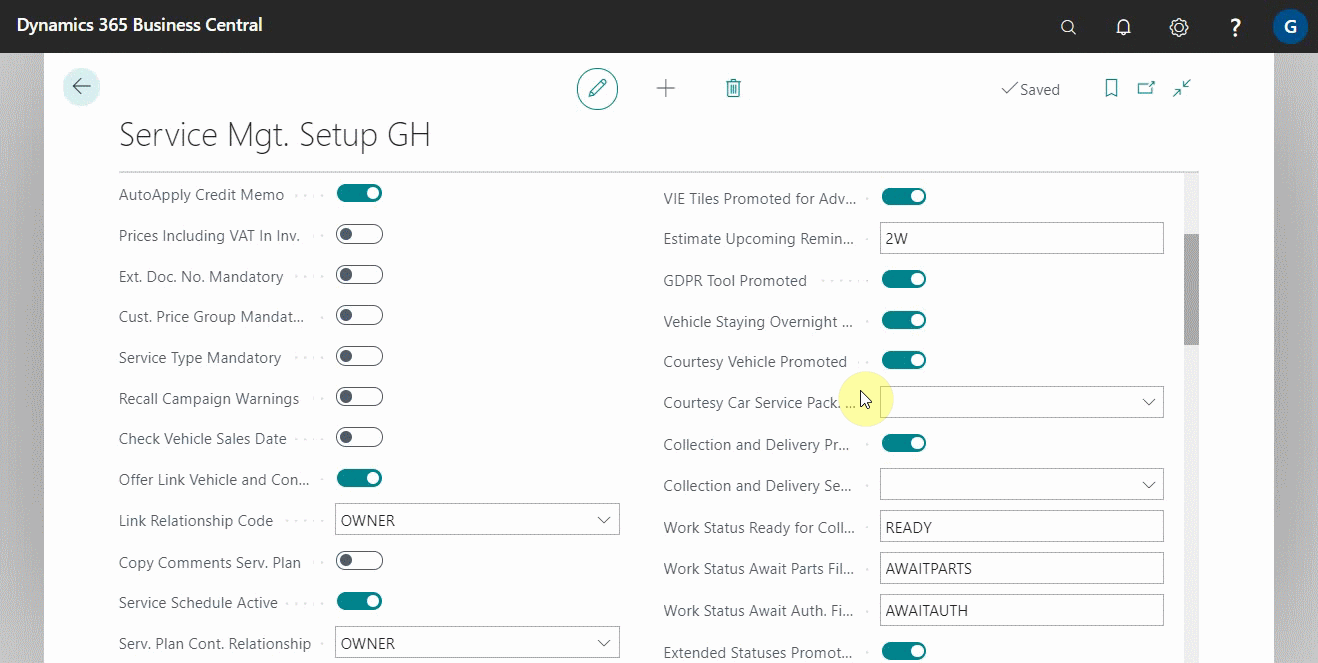 Dynamics 365 Business Central
?
G
Saved
Service Mgt. Setup GH
AutoApply Credit Memo
Prices Including VAT In Inv.
Ext. Doc. No. Mandatory
Cust. Price Group Mandat...
Service Type Mandatory
Recall Campaign Warnings
Check Vehicle Sales Date
Offer Link Vehicle and Con...
Link Relationship Code
OWNER
Copy Comments Serv. Plan
Service Schedule Active
Serv. Plan Cont. Relationship
OWNER
VIE Tiles Promoted for Adv...
Estimate Upcoming Remin...
2W
GDPR Tool Promoted
Vehicle Staying Overnight ...
Courtesy Vehicle Promoted
Courtesy Car Service Pack. ...
Collection and Delivery Pr...
Collection and Delivery Se...
Work Status Ready for Coll...
READY
Work Status Await Parts Fil...
AWAITPARTS
Work Status Await Auth. Fi...
AWAITAUTH
Extended Statuses Promot...